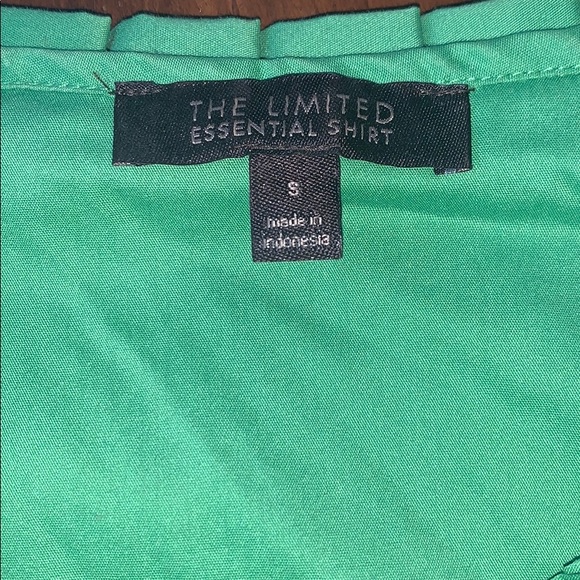 THE LIMITED
ESSENTIAL SHIRT
S
made in
indonesia